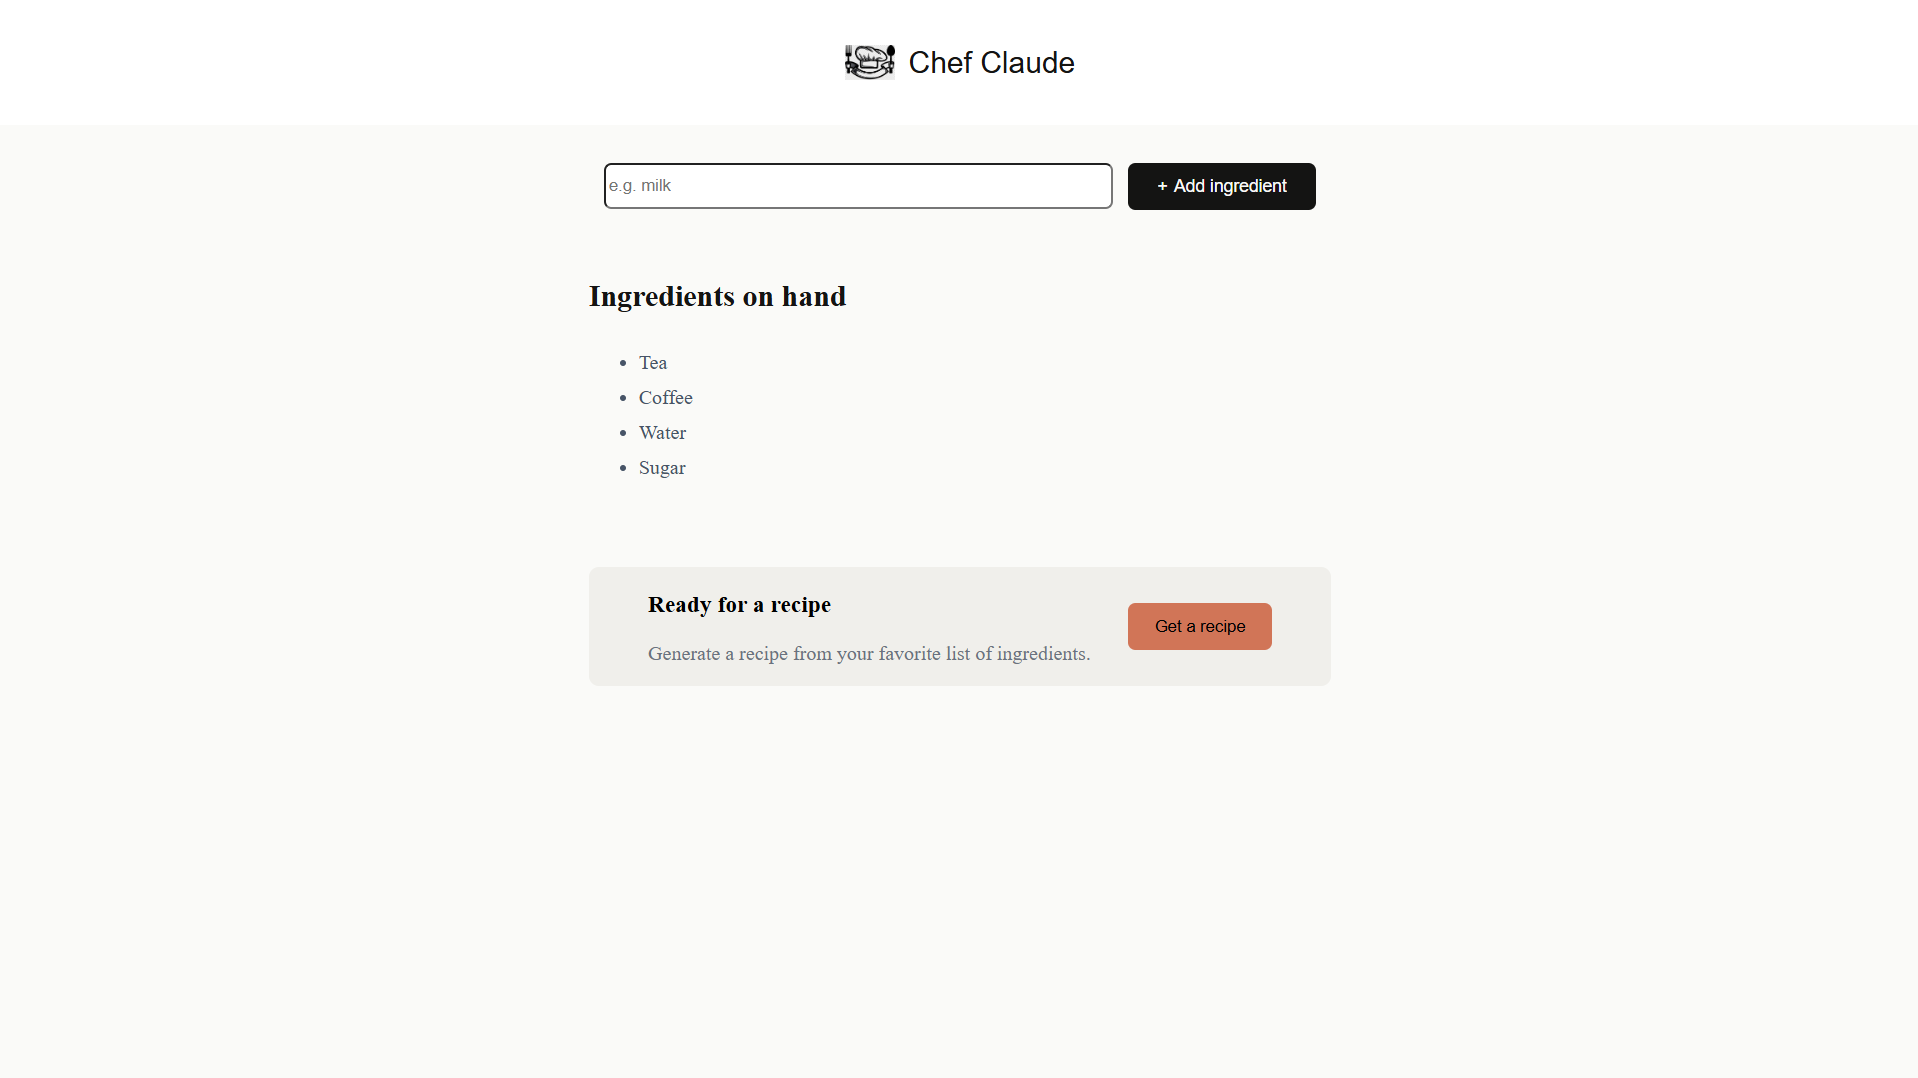 Chef Claude
e.g. milk
+ Add ingredient
Ingredients on hand
• Tea
• Coffee
• Water
• Sugar
Ready for a recipe
Generate a recipe from your favorite list of ingredients.
Get a recipe